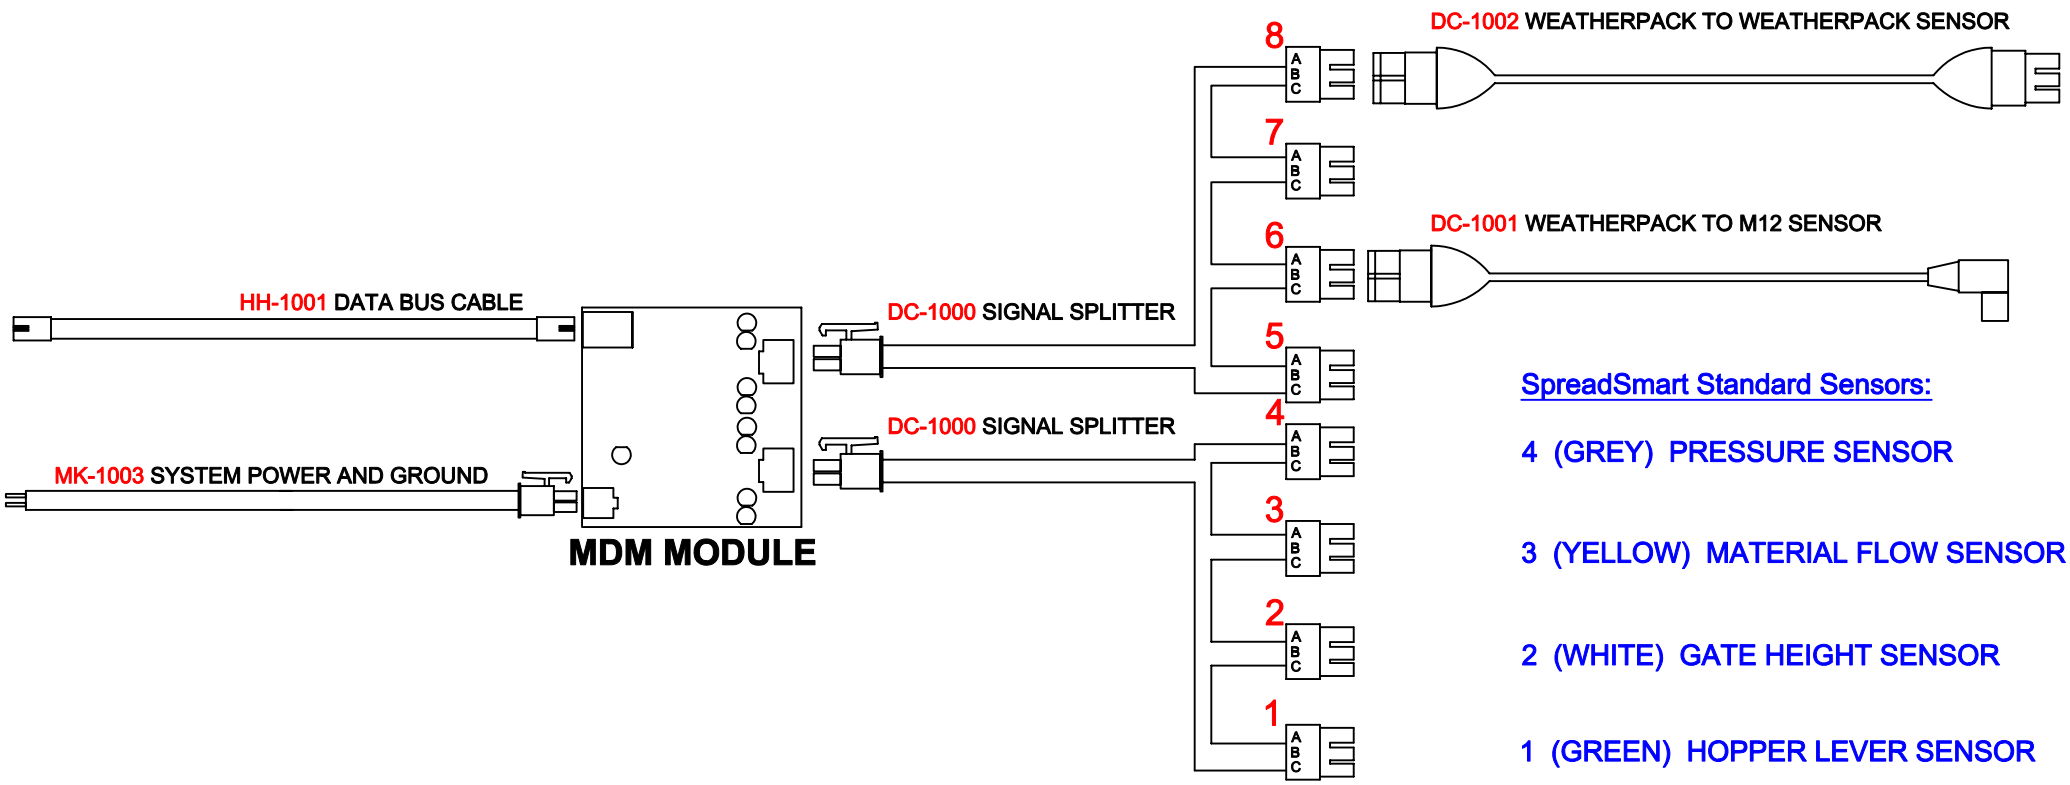 8
DC-1002 WEATHERPACK TO WEATHERPACK SENSOR
A
B
C
7
A
B
C
6
DC-1001 WEATHERPACK TO M12 SENSOR
A
B
C
HH-1001 DATA BUS CABLE
DC-1000 SIGNAL SPLITTER
5
A
B
C
SpreadSmart Standard Sensors:
DC-1000 SIGNAL SPLITTER
4
A
B
C
4 (GREY) PRESSURE SENSOR
MK-1003 SYSTEM POWER AND GROUND
MDM MODULE
3
A
B
C
3 (YELLOW) MATERIAL FLOW SENSOR
2
A
B
C
2 (WHITE) GATE HEIGHT SENSOR
1
A
B
C
1 (GREEN) HOPPER LEVER SENSOR